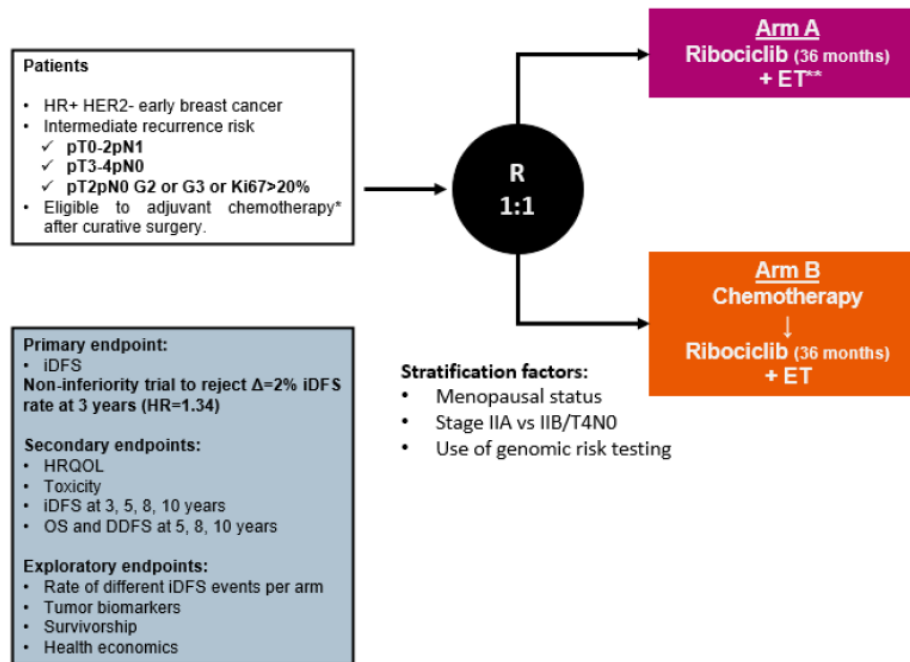 Patients
• HR+ HER2- early breast cancer
• Intermediate recurrence risk
✓ pT0-2pN1
✓ pT3-4pN0
✓ pT2pN0 G2 or G3 or Ki67>20%
• Eligible to adjuvant chemotherapy*
after curative surgery.
R
1:1
Arm A
Ribociclib (36 months)
+ ET**
Arm B
Chemotherapy
↓
Ribociclib (36 months)
+ ET
Primary endpoint:
• iDFS
Non-inferiority trial to reject Δ=2% iDFS
rate at 3 years (HR=1.34)
Secondary endpoints:
• HRQOL
• Toxicity
• iDFS at 3, 5, 8, 10 years
• OS and DDFS at 5, 8, 10 years
Exploratory endpoints:
• Rate of different iDFS events per arm
• Tumor biomarkers
• Survivorship
• Health economics
Stratification factors:
• Menopausal status
• Stage IIA vs IIB/T4N0
• Use of genomic risk testing